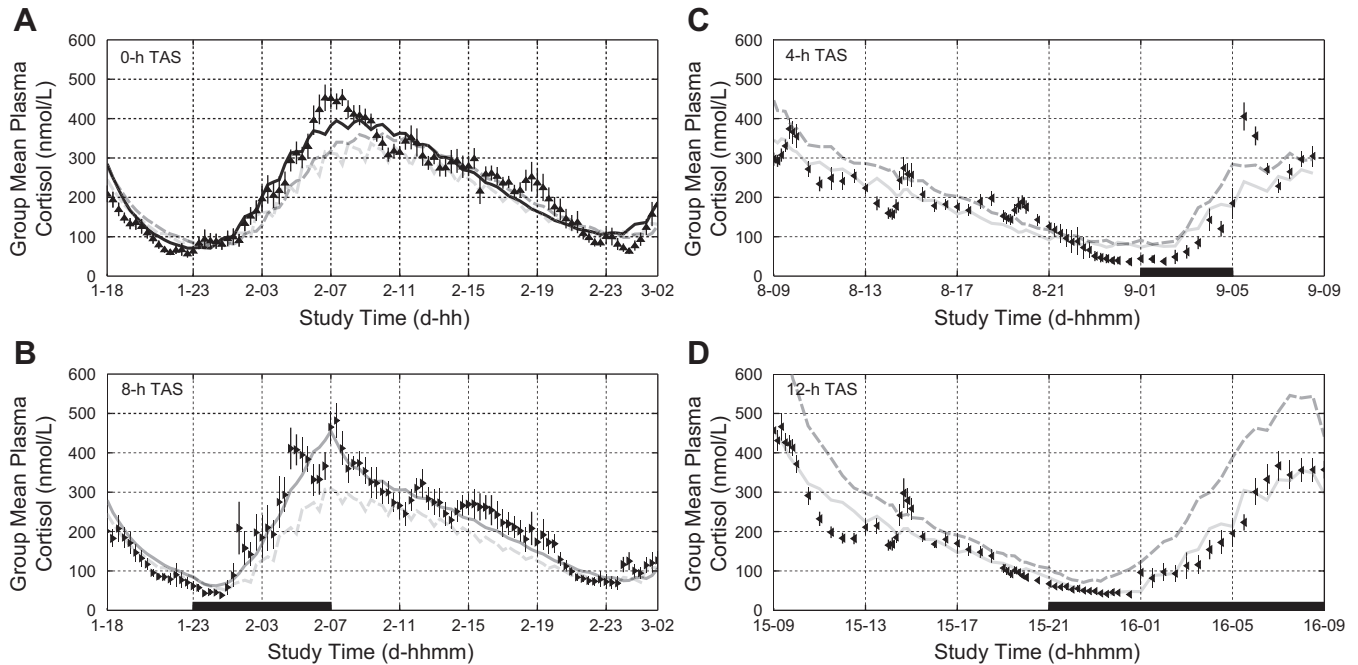 A
0-h TAS
Group Mean Plasma
Cortisol (nmol/L)
600
500
400
300
200
100
0
1-18 1-23 2-03 2-07 2-11 2-15 2-19 2-23 3-02
Study Time (d-hh)
B
8-h TAS
Group Mean Plasma
Cortisol (nmol/L)
600
500
400
300
200
100
0
1-18 1-23 2-03 2-07 2-11 2-15 2-19 2-23 3-02
Study Time (d-hhmm)
C
4-h TAS
Group Mean Plasma
Cortisol (nmol/L)
600
500
400
300
200
100
0
8-09 8-13 8-17 8-21 9-01 9-05 9-09
Study Time (d-hhmm)
D
12-h TAS
Group Mean Plasma
Cortisol (nmol/L)
600
500
400
300
200
100
0
15-09 15-13 15-17 15-21 16-01 16-05 16-09
Study Time (d-hhmm)